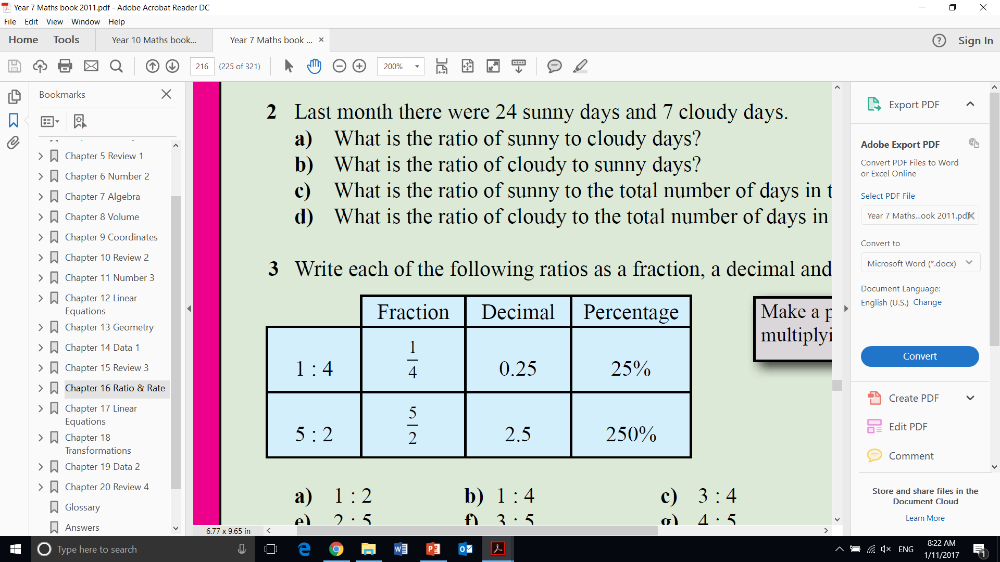 Year 7 Maths book 2011.pdf - Adobe Acrobat Reader DC
File Edit View Window Help
Home Tools Year 10 Maths book... Year 7 Maths book ... Sign In
216 (225 of 321) 200%
Bookmarks
Chapter 5 Review 1
Chapter 6 Number 2
Chapter 7 Algebra
Chapter 8 Volume
Chapter 9 Coordinates
Chapter 10 Review 2
Chapter 11 Number 3
Chapter 12 Linear
Equations
Chapter 13 Geometry
Chapter 14 Data 1
Chapter 15 Review 3
Chapter 16 Ratio & Rate
Chapter 17 Linear
Equations
Chapter 18
Transformations
Chapter 19 Data 2
Chapter 20 Review 4
Glossary
Answers
2 Last month there were 24 sunny days and 7 cloudy days.
a) What is the ratio of sunny to cloudy days?
b) What is the ratio of cloudy to sunny days?
c) What is the ratio of sunny to the total number of days in t
d) What is the ratio of cloudy to the total number of days in
3 Write each of the following ratios as a fraction, a decimal and
Fraction Decimal Percentage
1 : 4 1/4 0.25 25%
5 : 2 5/2 2.5 250%
Make a p
multiplyi
a) 1 : 2 b) 1 : 4 c) 3 : 4
e) 2 : 5 f) 3 : 5 g) 4 : 5
6.77 x 9.65 in
Export PDF
Adobe Export PDF
Convert PDF Files to Word
or Excel Online
Select PDF File
Year 7 Maths...ook 2011.pdf
Convert to
Microsoft Word (*.docx)
Document Language:
English (U.S.) Change
Convert
Create PDF
Edit PDF
Comment
Store and share files in the
Document Cloud
Learn More
Type here to search
ENG
8:22 AM
1/11/2017
1